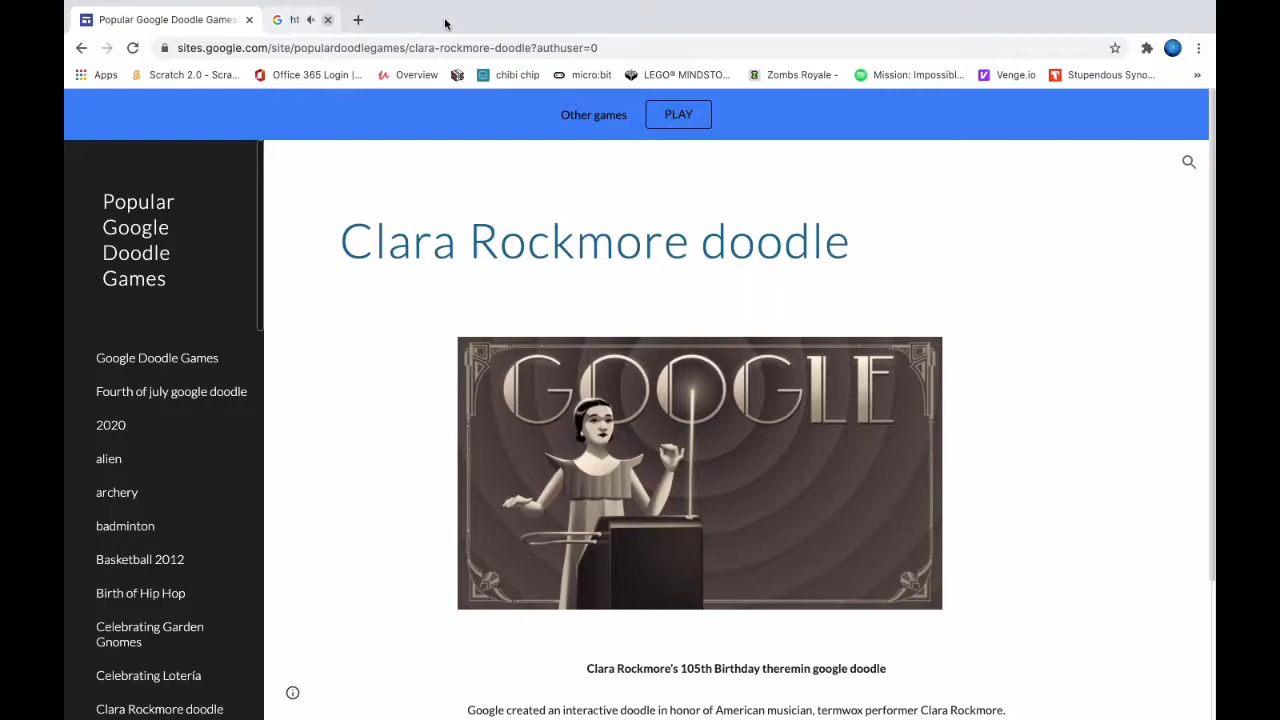 Popular Google Doodle Games
ht
sites.google.com/site/populardoodlegames/clara-rockmore-doodle?authuser=0
Apps
Scratch 2.0 - Scra...
Office 365 Login |...
Overview
chibi chip
micro:bit
LEGO® MINDSTO...
Zombs Royale -
Mission: Impossibl...
Venge.io
Stupendous Syno...
»
Other games
PLAY
Popular
Google
Doodle
Games
Google Doodle Games
Fourth of july google doodle
2020
alien
archery
badminton
Basketball 2012
Birth of Hip Hop
Celebrating Garden
Gnomes
Celebrating Lotería
Clara Rockmore doodle
Clara Rockmore doodle
GOOGLE
Clara Rockmore's 105th Birthday theremin google doodle
Google created an interactive doodle in honor of American musician, termwox performer Clara Rockmore.